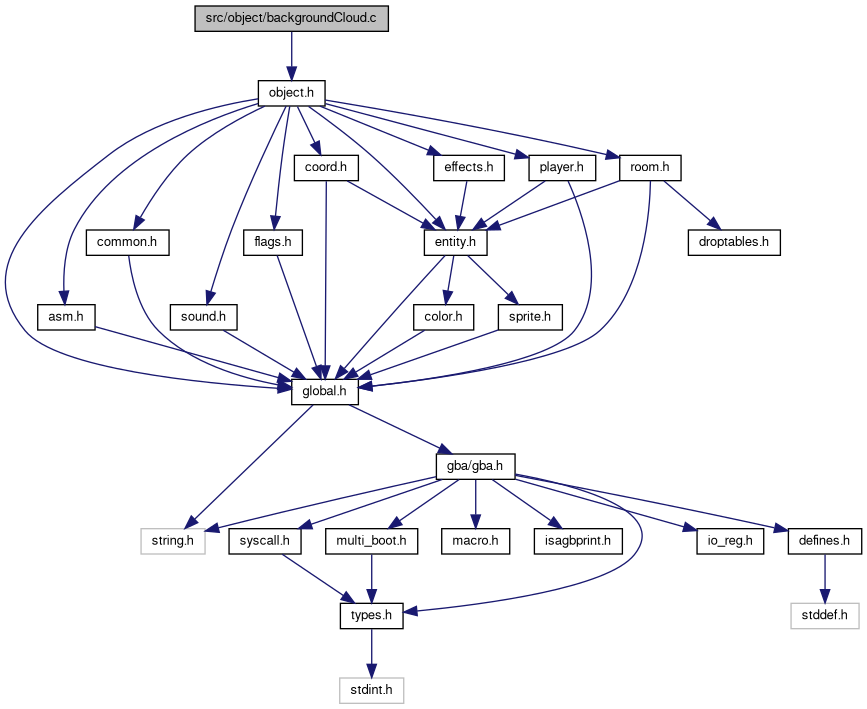 src/object/backgroundCloud.c
object.h
coord.h
effects.h
player.h
room.h
common.h
flags.h
entity.h
droptables.h
asm.h
sound.h
color.h
sprite.h
global.h
gba/gba.h
string.h
syscall.h
multi_boot.h
macro.h
isagbprint.h
io_reg.h
defines.h
types.h
stddef.h
stdint.h